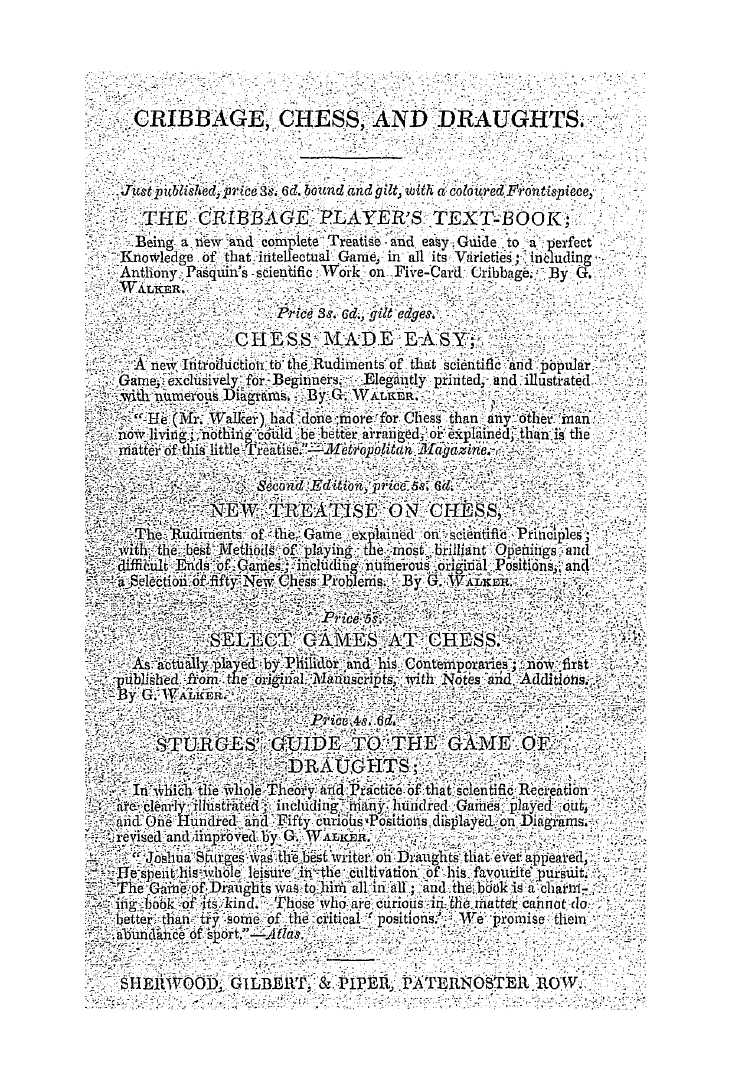 CRIBBAGE, CHESS, AND DRAUGHTS.
Just published, price 3s. 6d. bound and gilt, with a coloured Frontispiece,
THE CRIBBAGE PLAYER'S TEXT-BOOK;
Being a new and complete Treatise and easy Guide to a perfect
Knowledge of that intellectual Game, in all its Varieties; including
Anthony Pasquin's scientific Work on Five-Card Cribbage. By G.
WALKER.
Price 3s. 6d., gilt edges.
CHESS MADE EASY;
A new Introduction to the Rudiments of that scientific and popular
Game, exclusively for Beginners. Elegantly printed, and illustrated
with numerous Diagrams. By G. WALKER.
"He (Mr. Walker) had done more for Chess than any other man
now living; nothing could be better arranged, or explained, than is the
matter of this little Treatise."—Metropolitan Magazine.
Second Edition, price 5s. 6d.
NEW TREATISE ON CHESS,
The Rudiments of the Game explained on scientific Principles;
with the best Methods of playing the most brilliant Openings and
difficult Ends of Games; including numerous original Positions, and
a Selection of fifty New Chess Problems. By G. WALKER.
Price 5s.
SELECT GAMES AT CHESS.
As actually played by Philidor and his Contemporaries; now first
published from the original Manuscripts, with Notes and Additions.
By G. WALKER.
Price 4s. 6d.
STURGES' GUIDE TO THE GAME OF
DRAUGHTS;
In which the whole Theory and Practice of that scientific Recreation
are clearly illustrated; including many hundred Games played out,
and One Hundred and Fifty curious Positions displayed on Diagrams.
revised and improved by G. WALKER.
"Joshua Sturges was the best writer on Draughts that ever appeared,
He spent his whole leisure in the cultivation of his favourite pursuit.
The Game of Draughts was to him all in all; and the book is a charm-
ing book of its kind. Those who are curious in the matter cannot do
better than try some of the critical 'positions.' We promise them
abundance of sport."—Atlas.
SHERWOOD, GILBERT, & PIPER, PATERNOSTER ROW.